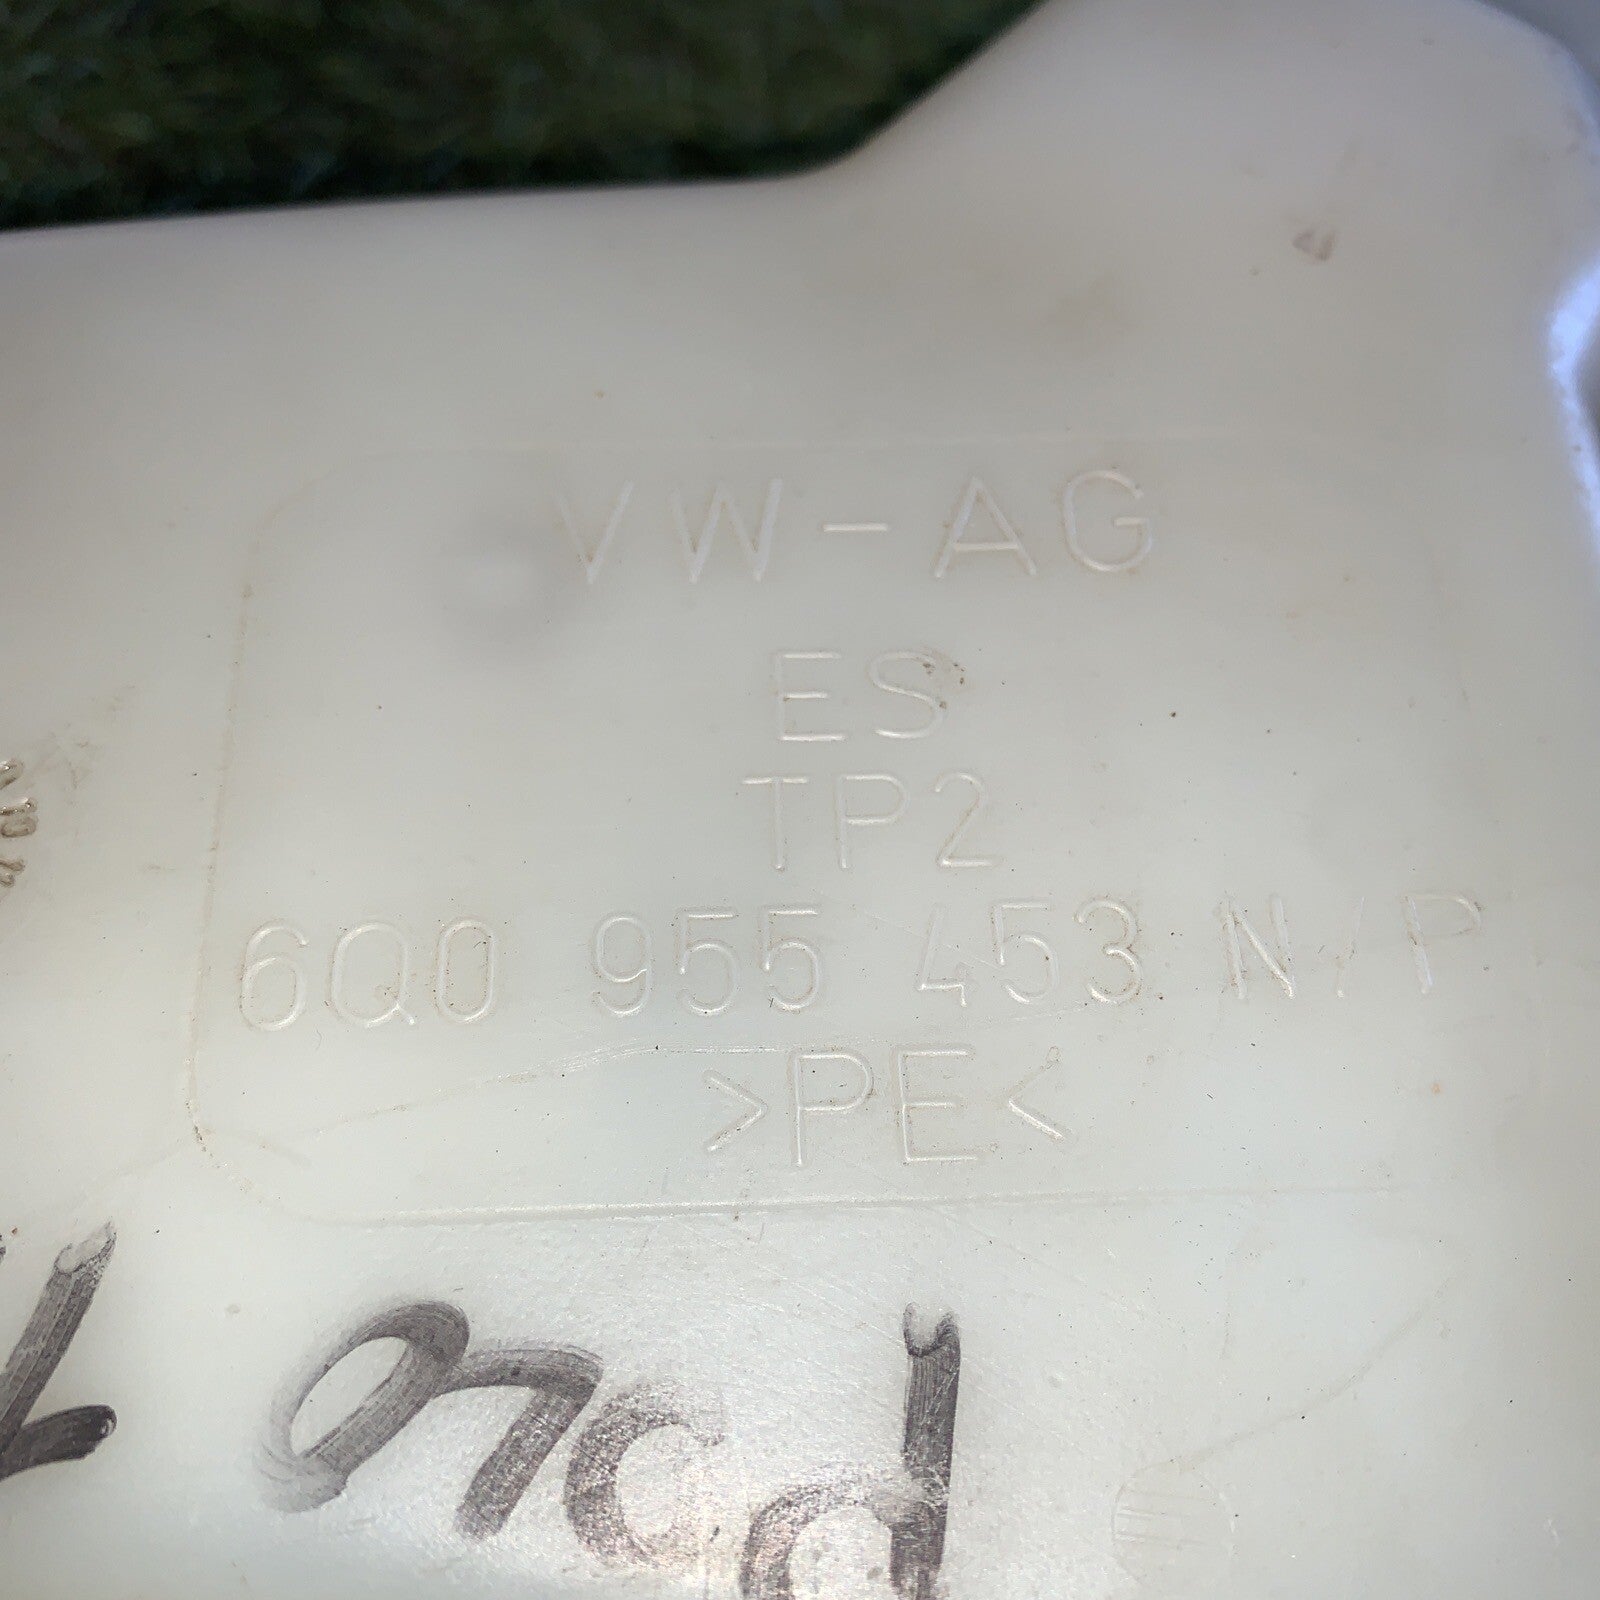 VW-AG
ES
TP2
6Q0 955 453 N/P
>PE<